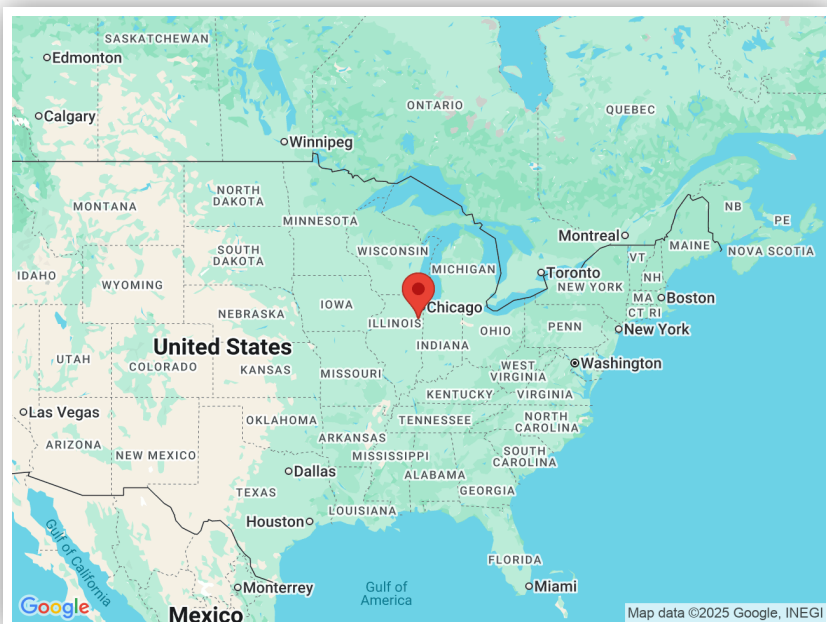 SASKATCHEWAN
Edmonton
Calgary
ONTARIO
QUEBEC
Winnipeg
NORTH
DAKOTA
MONTANA
MINNESOTA
NB
PE
Montreal
MAINE
NOVA SCOTIA
WISCONSIN
SOUTH
DAKOTA
VT
MICHIGAN
Toronto
IDAHO
NH
WYOMING
NEW YORK
MA
Boston
IOWA
Chicago
NEBRASKA
CT RI
ILLINOIS
OHIO
PENN
New York
United States
INDIANA
UTAH
COLORADO
KANSAS
MISSOURI
WEST
VIRGINIA
Washington
KENTUCKY
VIRGINIA
Las Vegas
OKLAHOMA
TENNESSEE
NORTH
CAROLINA
ARKANSAS
ARIZONA
NEW MEXICO
MISSISSIPPI
SOUTH
CAROLINA
Dallas
ALABAMA
TEXAS
GEORGIA
LOUISIANA
Houston
Gulf of
California
FLORIDA
Monterrey
Gulf of
America
Miami
Google
Mexico
Map data ©2025 Google, INEGI